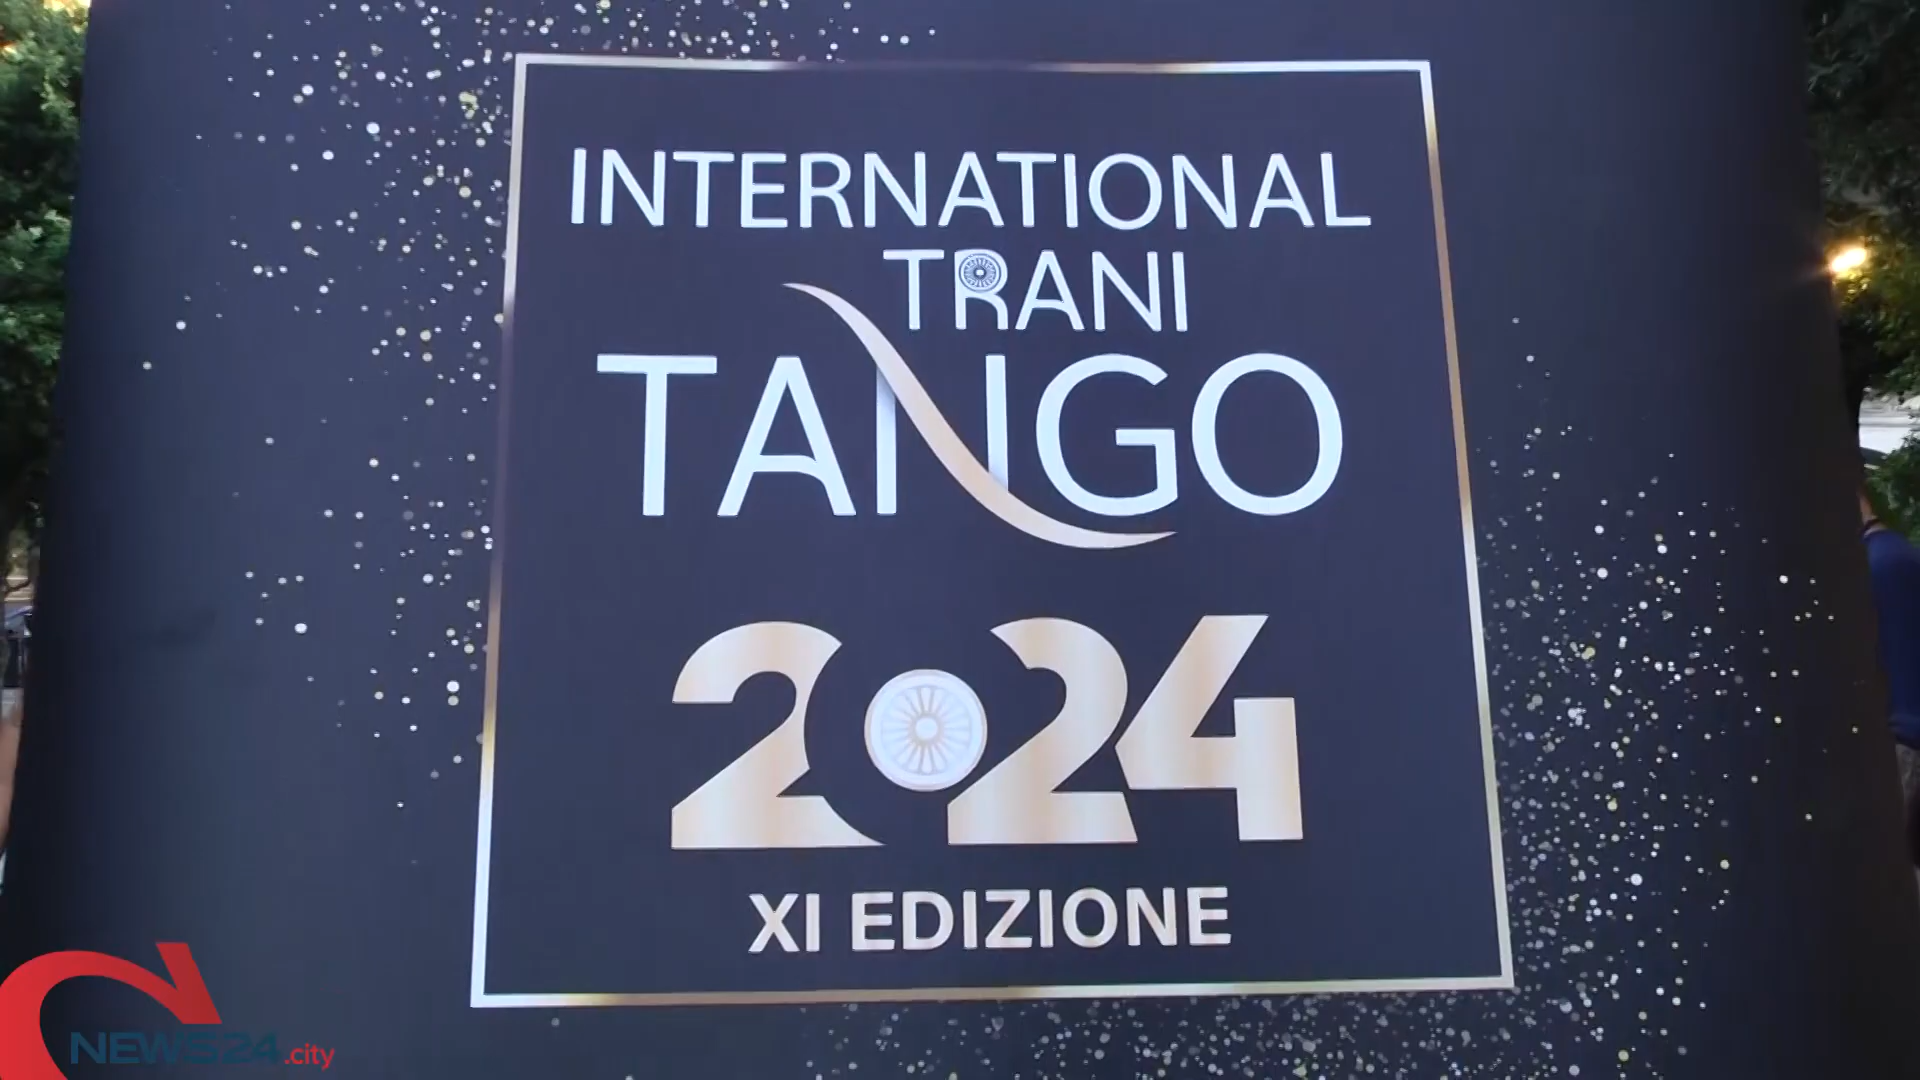 INTERNATIONAL
TRANI
TANGO
2024
XI EDIZIONE
NEWS24.city